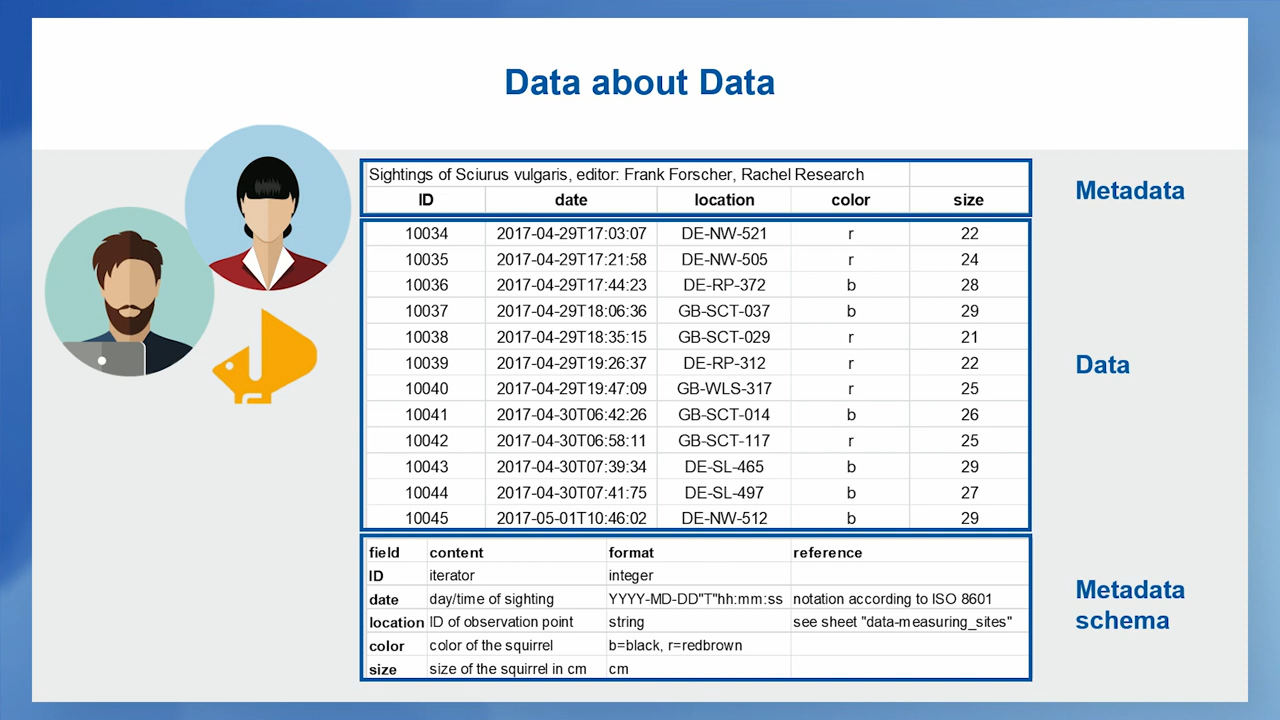 Data about Data
Sightings of Sciurus vulgaris, editor: Frank Forscher, Rachel Research
ID date location color size
Metadata
10034 2017-04-29T17:03:07 DE-NW-521 r 22
10035 2017-04-29T17:21:58 DE-NW-505 r 24
10036 2017-04-29T17:44:23 DE-RP-372 b 28
10037 2017-04-29T18:06:36 GB-SCT-037 b 29
10038 2017-04-29T18:35:15 GB-SCT-029 r 21
10039 2017-04-29T19:26:37 DE-RP-312 r 22
10040 2017-04-29T19:47:09 GB-WLS-317 r 25
10041 2017-04-30T06:42:26 GB-SCT-014 b 26
10042 2017-04-30T06:58:11 GB-SCT-117 r 25
10043 2017-04-30T07:39:34 DE-SL-465 b 29
10044 2017-04-30T07:41:75 DE-SL-497 b 27
10045 2017-05-01T10:46:02 DE-NW-512 b 29
Data
field content format reference
ID iterator integer
date day/time of sighting YYYY-MD-DD"T"hh:mm:ss notation according to ISO 8601
location ID of observation point string see sheet "data-measuring_sites"
color color of the squirrel b=black, r=redbrown
size size of the squirrel in cm cm
Metadata
schema